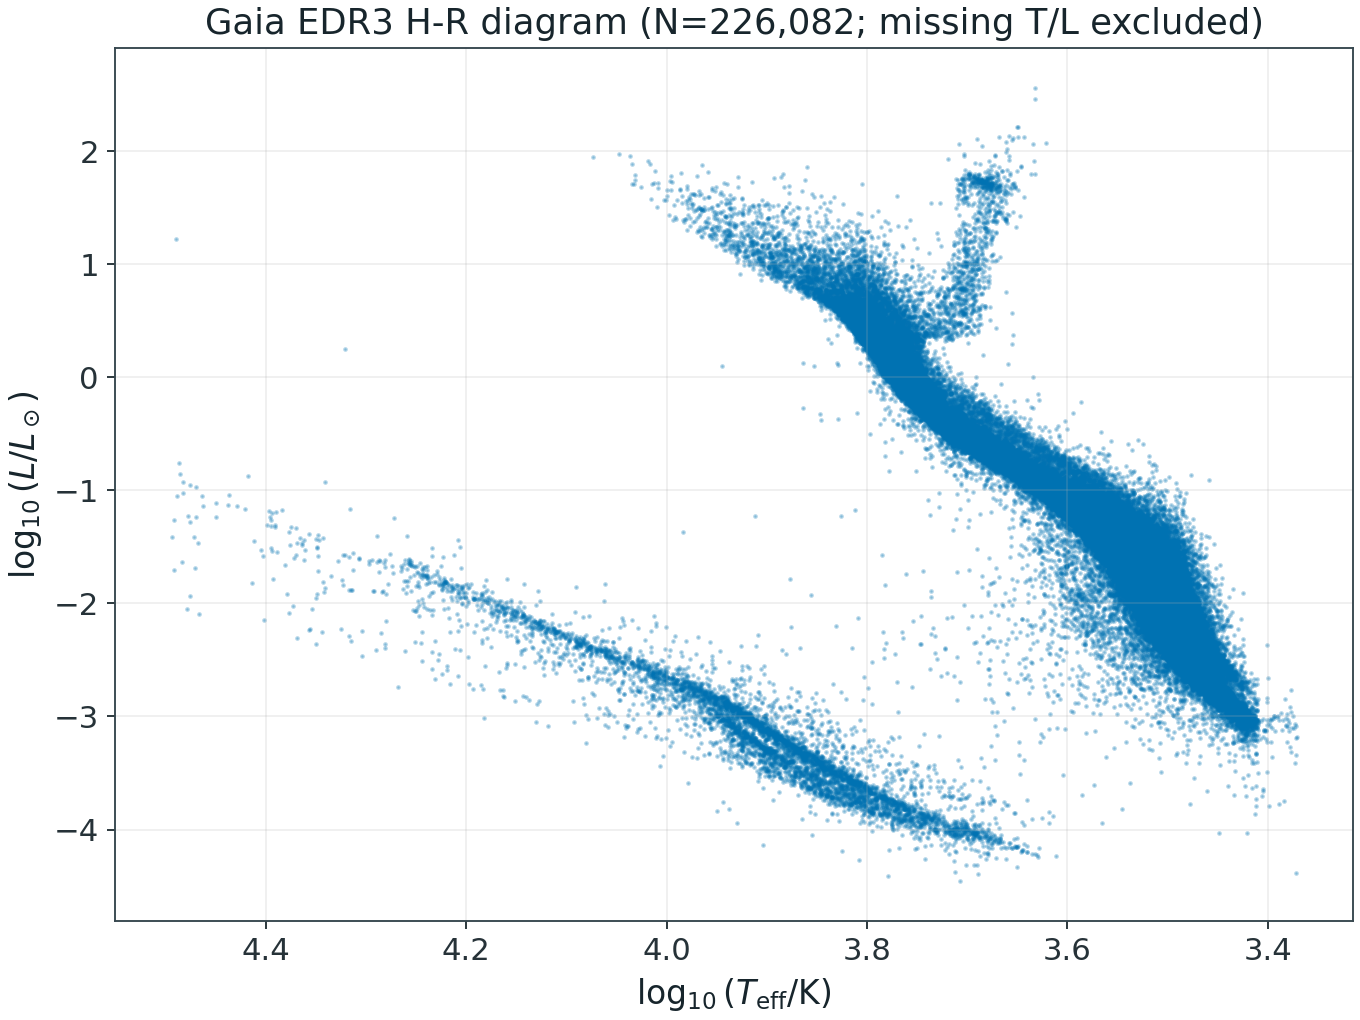 Gaia EDR3 H-R diagram (N=226,082; missing T/L excluded)
log₁₀(L/L⊙)
2
1
0
−1
−2
−3
−4
4.4 4.2 4.0 3.8 3.6 3.4
log₁₀(T_eff/K)